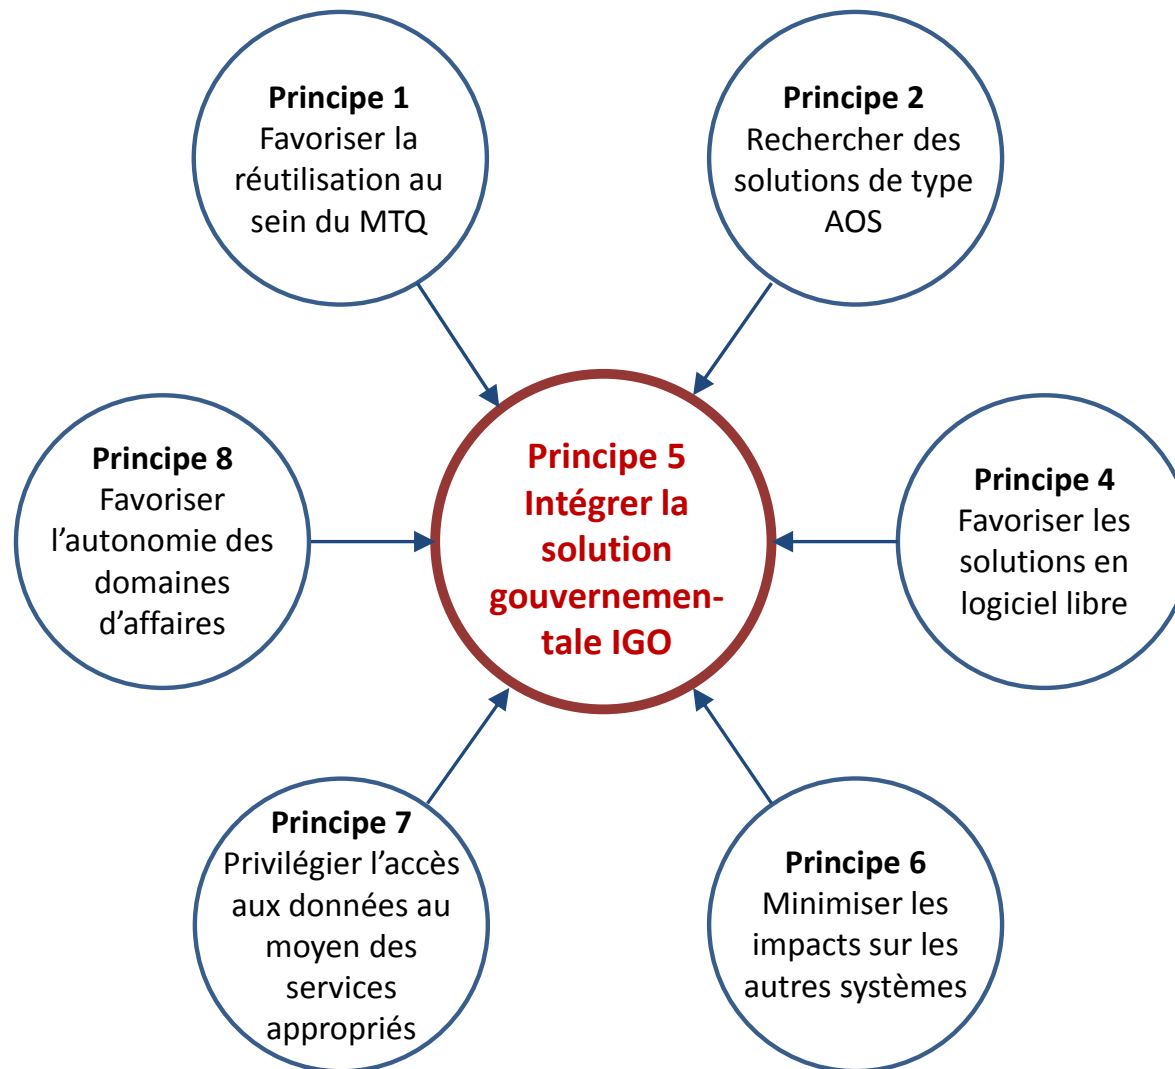 Principe 1
Favoriser la
réutilisation au
sein du MTQ
Principe 2
Rechercher des
solutions de type
AOS
Principe 8
Favoriser
l’autonomie des
domaines
d’affaires
Principe 5
Intégrer la
solution
gouvernemen-
tale IGO
Principe 4
Favoriser les
solutions en
logiciel libre
Principe 7
Privilégier l’accès
aux données au
moyen des
services
appropriés
Principe 6
Minimiser les
impacts sur les
autres systèmes